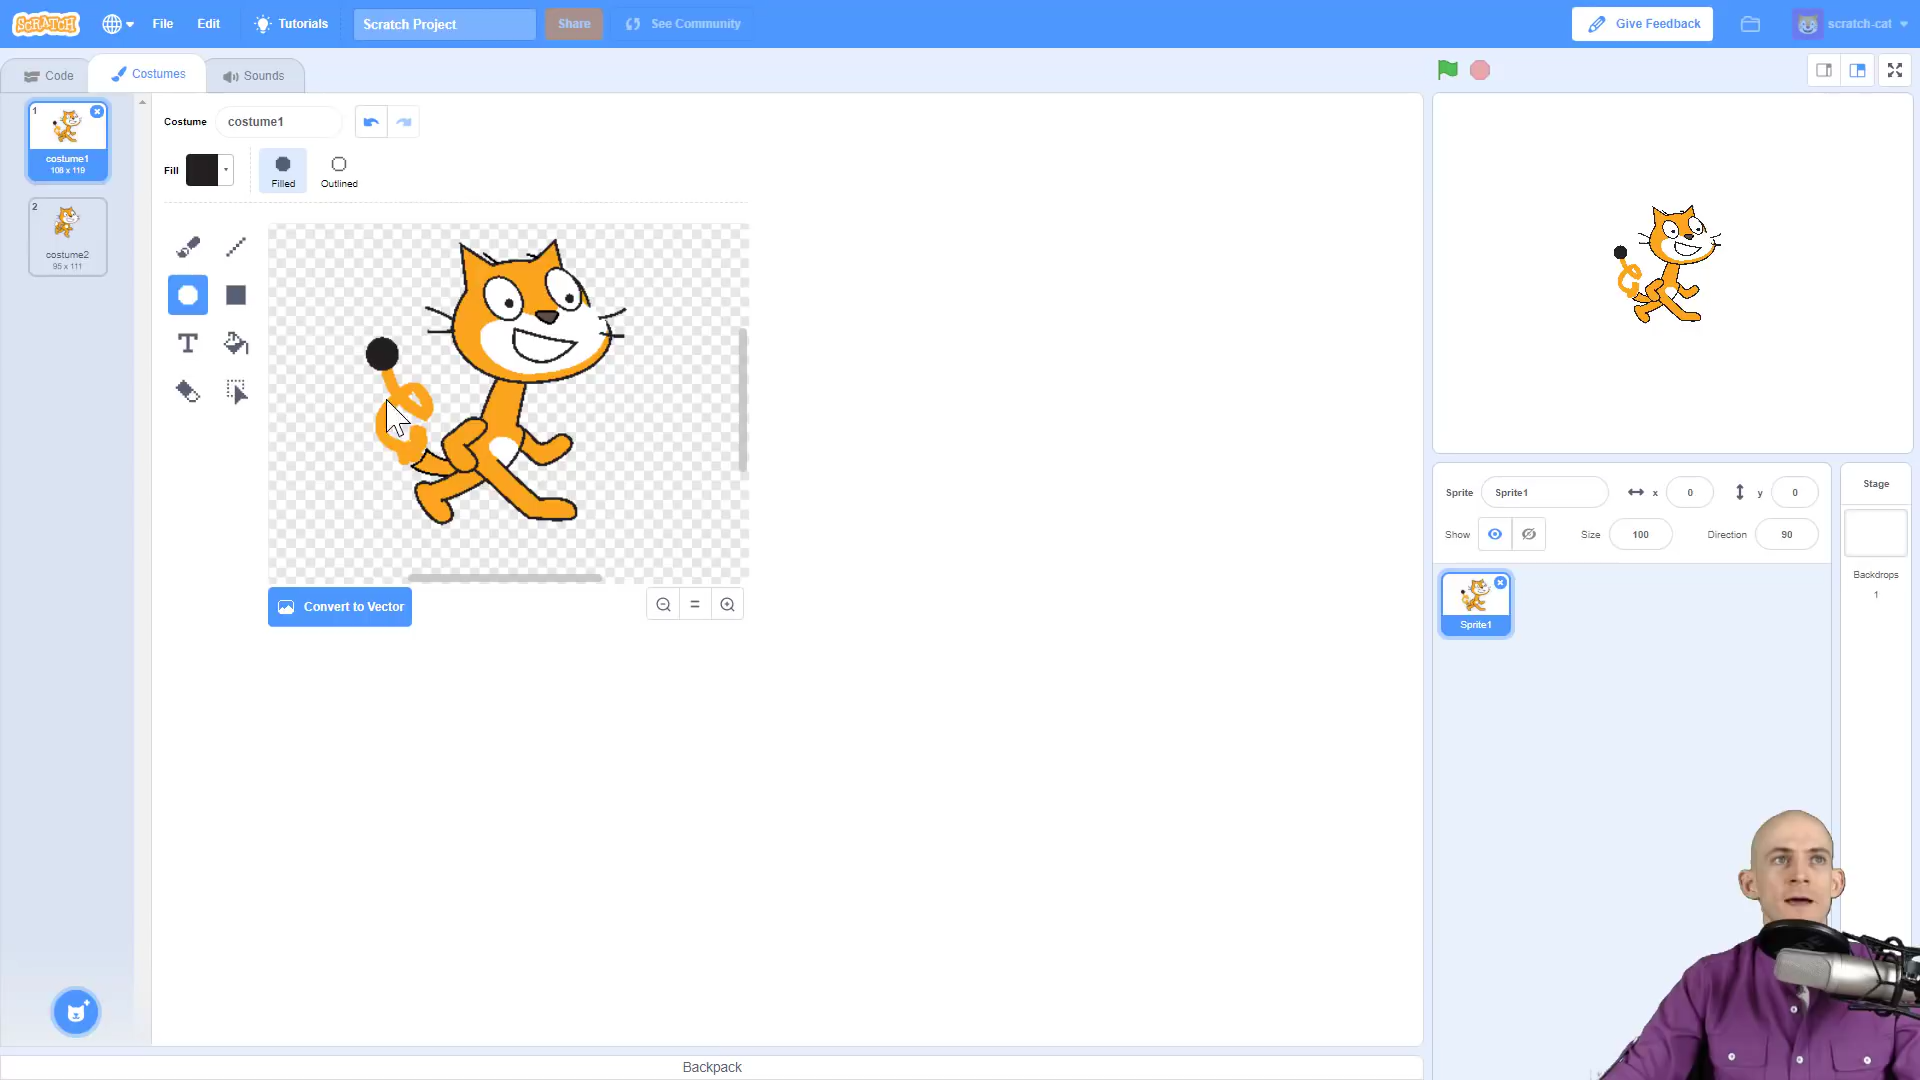 SCRATCH
File
Edit
Tutorials
Scratch Project
Share
See Community
Give Feedback
scratch-cat
Code
Costumes
Sounds
1
costume1
108 x 119
2
costume2
95 x 111
Costume
costume1
Fill
Filled
Outlined
T
Convert to Vector
Sprite
Sprite1
x
0
y
0
Show
Size
100
Direction
90
Sprite1
Stage
Backdrops
1
Backpack